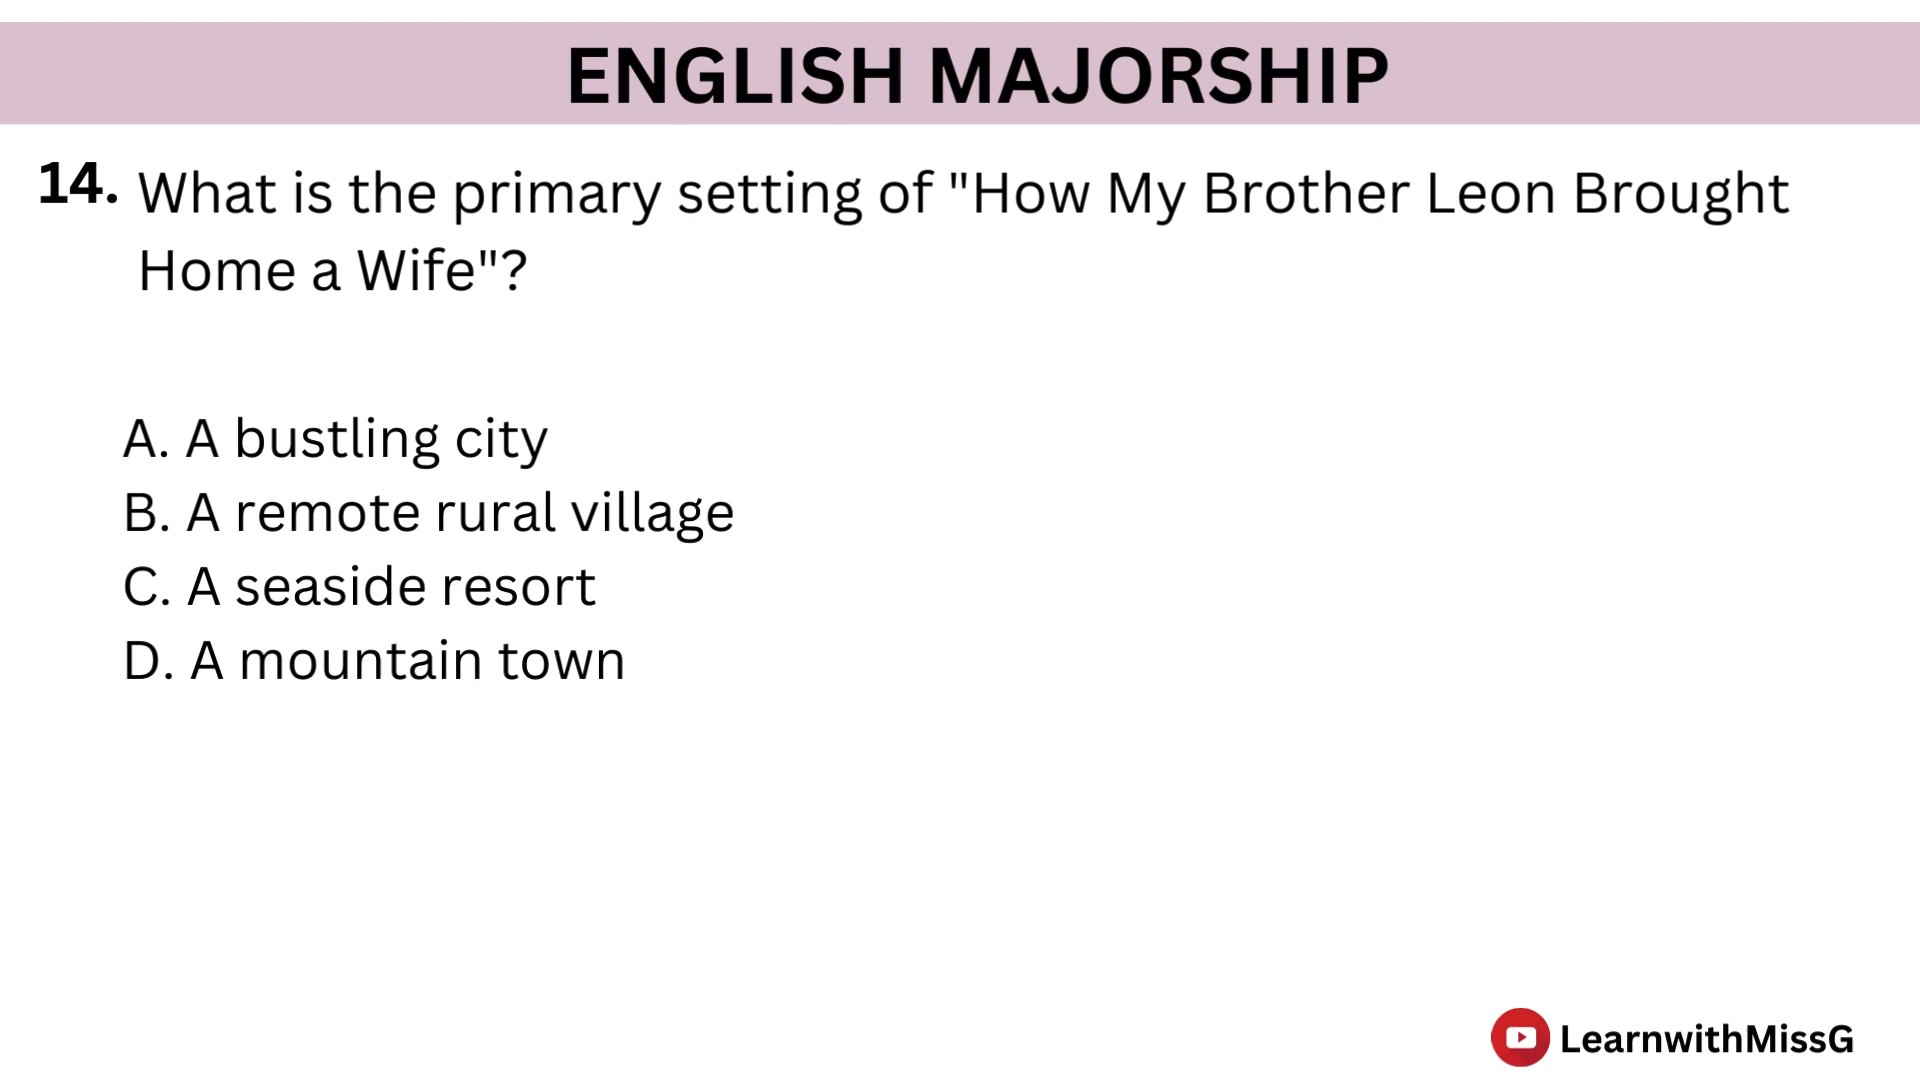 ENGLISH MAJORSHIP
14. What is the primary setting of "How My Brother Leon Brought
Home a Wife"?
A. A bustling city
B. A remote rural village
C. A seaside resort
D. A mountain town
LearnwithMissG